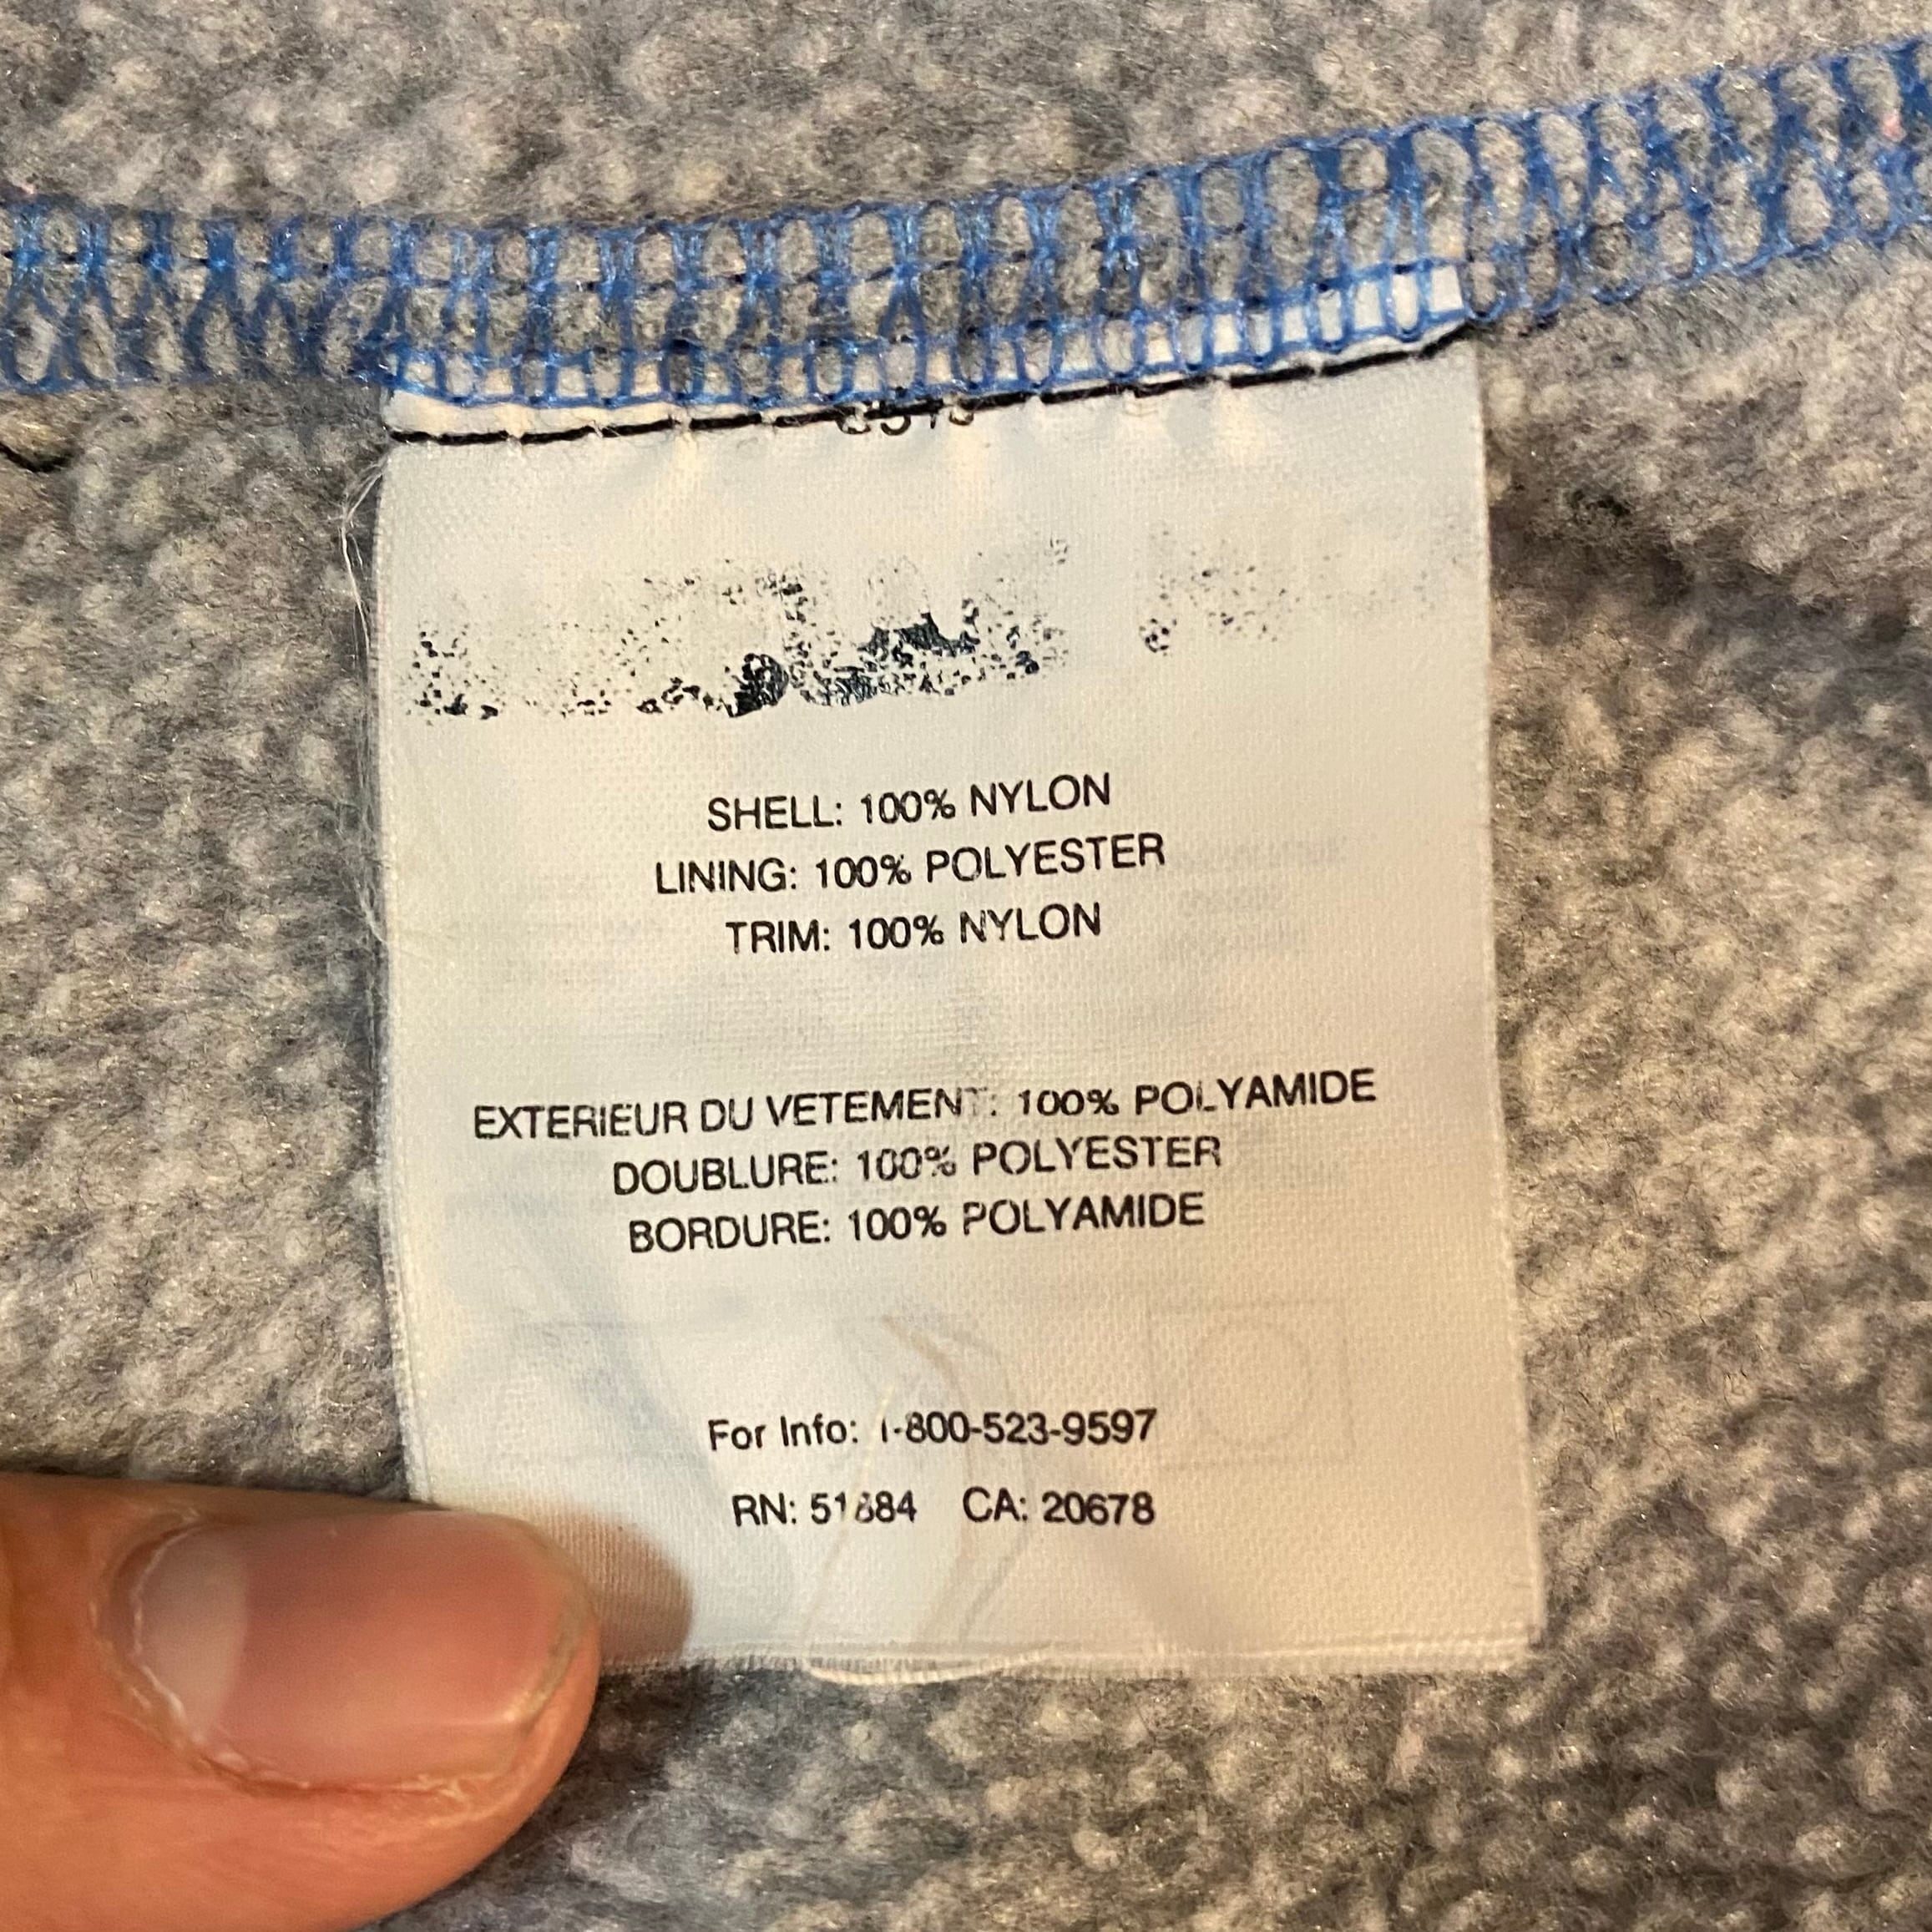 SHELL: 100% NYLON
LINING: 100% POLYESTER
TRIM: 100% NYLON
EXTERIEUR DU VETEMENT: 100% POLYAMIDE
DOUBLURE: 100% POLYESTER
BORDURE: 100% POLYAMIDE
For Info: 1-800-523-9597
RN: 51884 CA: 20678